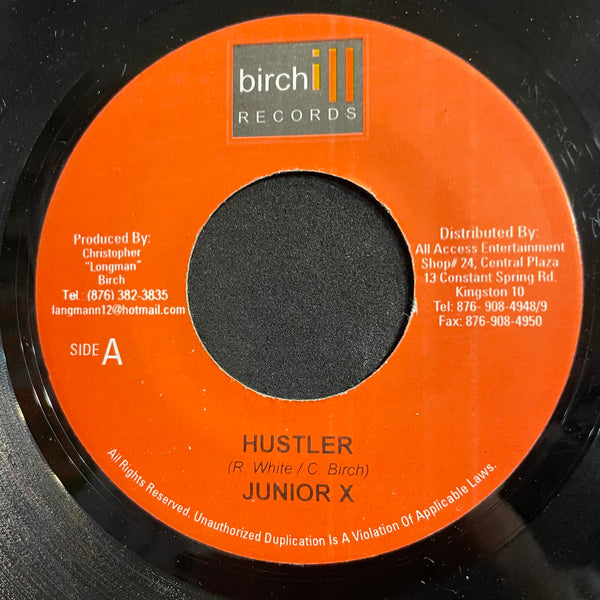 birchill
RECORDS
Produced By:
Christopher
"Longman"
Birch
Tel.: (876) 382-3835
langmann12@hotmail.com
SIDE A
Distributed By:
All Access Entertainment
Shop# 24, Central Plaza
13 Constant Spring Rd.
Kingston 10
Tel: 876- 908-4948/9
Fax: 876-908-4950
HUSTLER
(R. White / C. Birch)
JUNIOR X
All Rights Reserved. Unauthorized Duplication Is A Violation Of Applicable Laws.